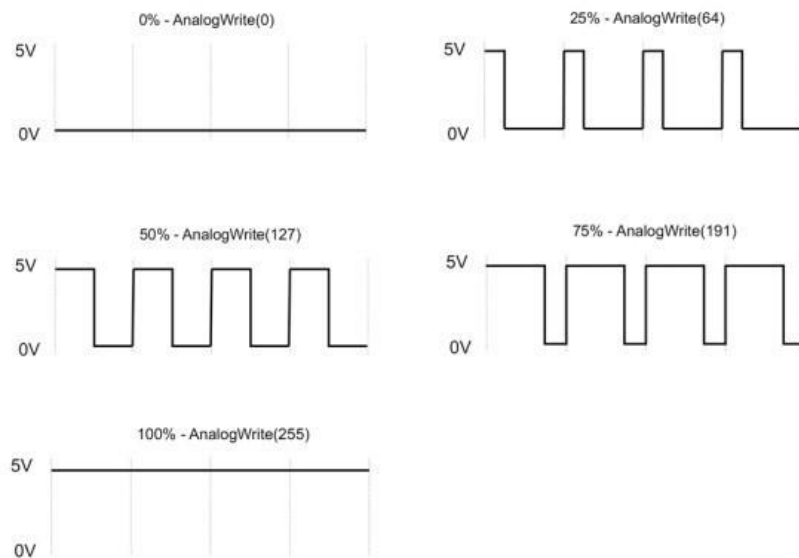 0% - AnalogWrite(0)
5V
0V
25% - AnalogWrite(64)
5V
0V
50% - AnalogWrite(127)
5V
0V
75% - AnalogWrite(191)
5V
0V
100% - AnalogWrite(255)
5V
0V